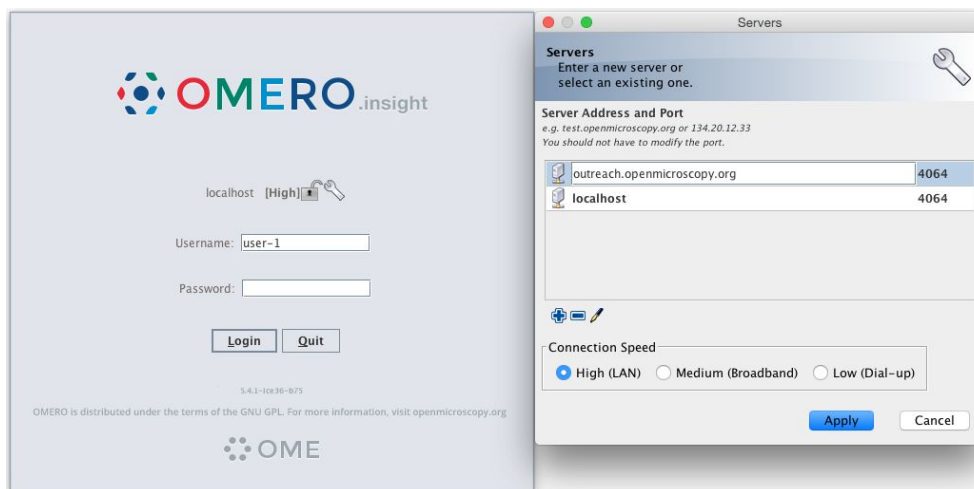 OMERO.insight
localhost [High]
Username: user-1
Password:
Login Quit
5.4.1-ice36-b75
OMERO is distributed under the terms of the GNU GPL. For more information, visit openmicroscopy.org
OME
Servers
Servers
Enter a new server or
select an existing one.
Server Address and Port
e.g. test.openmicroscopy.org or 134.20.12.33
You should not have to modify the port.
outreach.openmicroscopy.org 4064
localhost 4064
Connection Speed
High (LAN) Medium (Broadband) Low (Dial-up)
Apply Cancel